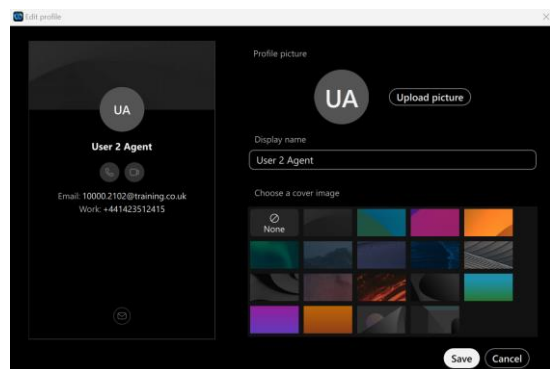 Edit profile
UA
User 2 Agent
Email: 10000.2102@training.co.uk
Work: +441423512415
Profile picture
UA
Upload picture
Display name
User 2 Agent
Choose a cover image
None
Save
Cancel